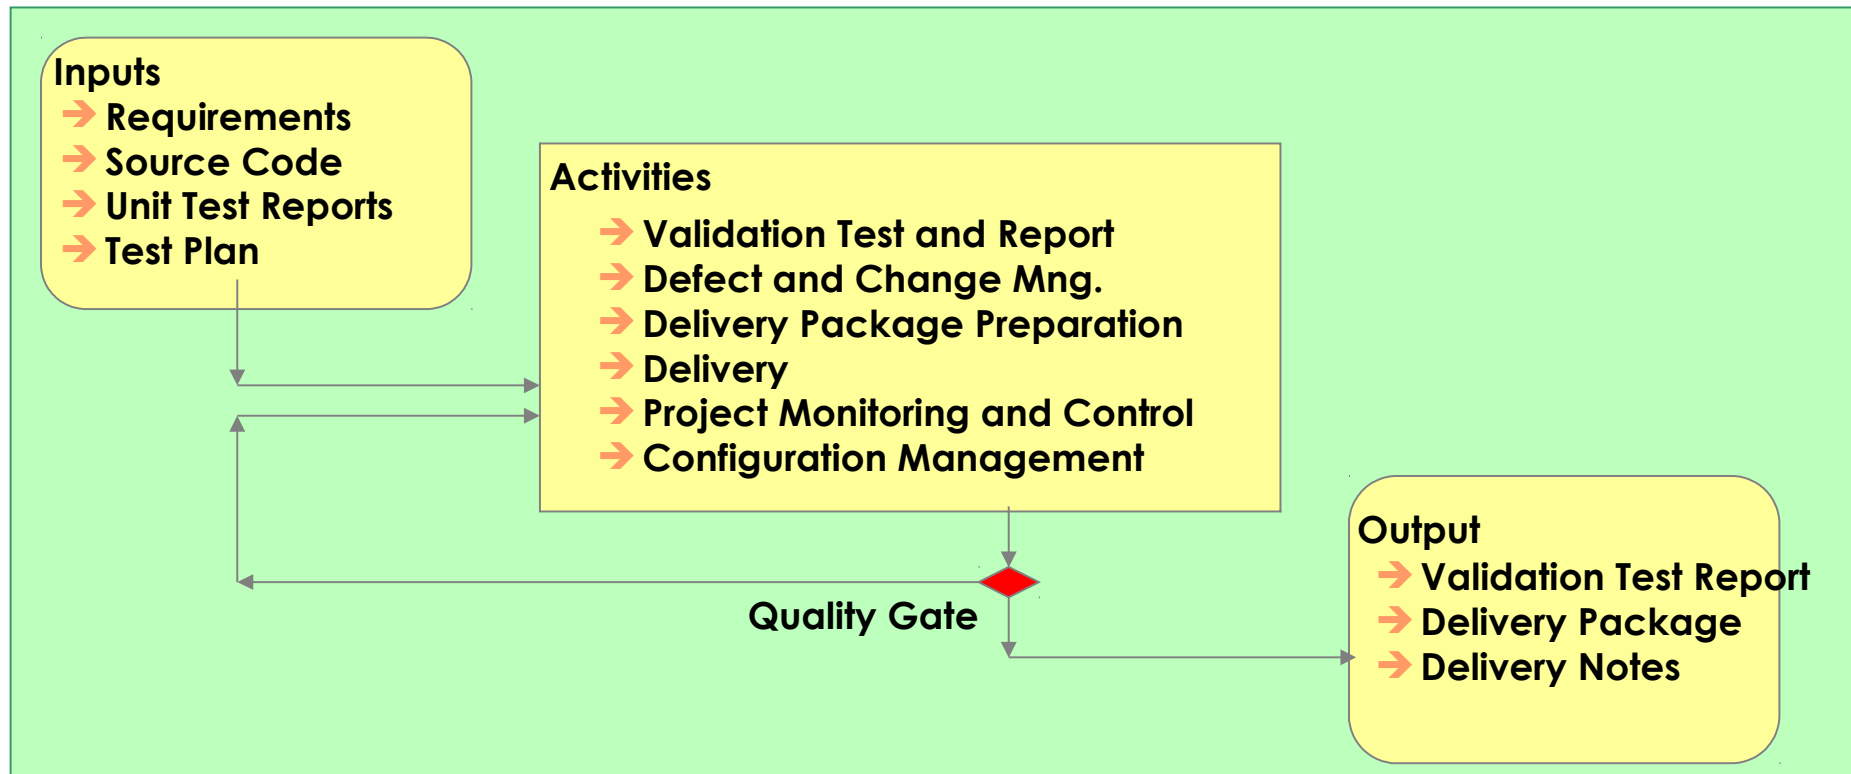 Inputs
Requirements
Source Code
Unit Test Reports
Test Plan
Activities
Validation Test and Report
Defect and Change Mng.
Delivery Package Preparation
Delivery
Project Monitoring and Control
Configuration Management
Quality Gate
Output
Validation Test Report
Delivery Package
Delivery Notes